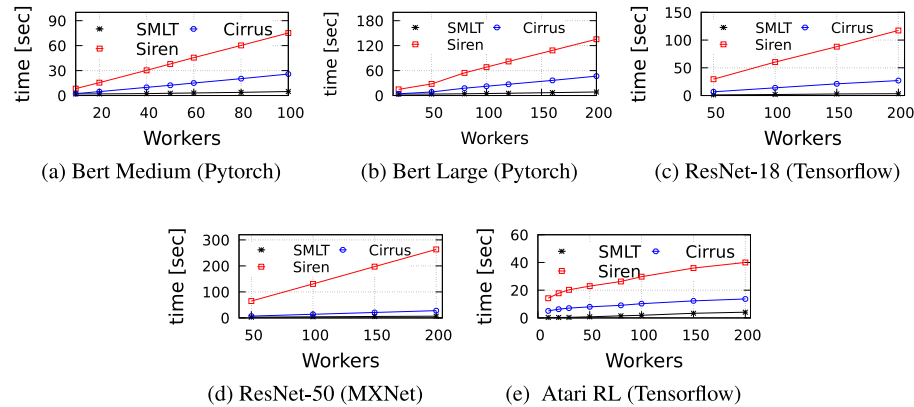 time [sec]
90
60
30
0
SMLT
Siren
Cirrus
20 40 60 80 100
Workers
(a) Bert Medium (Pytorch)
time [sec]
180
120
60
0
SMLT
Siren
Cirrus
40 80 120 160 200
Workers
(b) Bert Large (Pytorch)
time [sec]
150
100
50
0
SMLT
Siren
Cirrus
50 100 150 200
Workers
(c) ResNet-18 (Tensorflow)
time [sec]
300
200
100
0
SMLT
Siren
Cirrus
50 100 150 200
Workers
(d) ResNet-50 (MXNet)
time [sec]
60
40
20
0
SMLT
Siren
Cirrus
0 50 100 150 200
Workers
(e) Atari RL (Tensorflow)